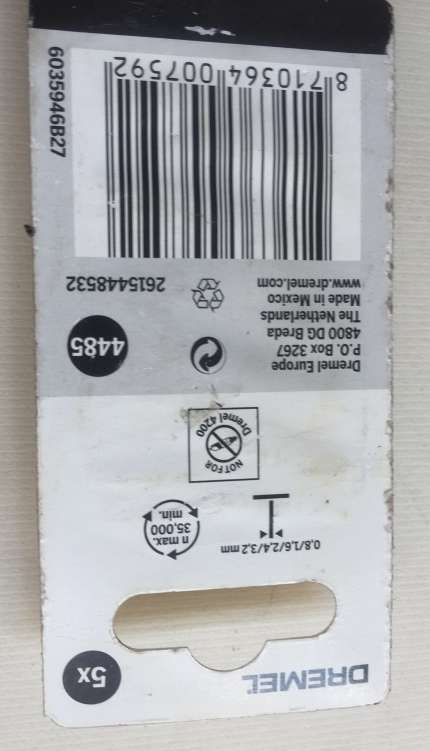 DREMEL
5x
0,8/1,6/2,4/3,2 mm
n max.
35,000
min.
NOT FOR
Dremel 4200
Dremel Europe
P.O. Box 3267
4800 DG Breda
The Netherlands
Made in Mexico
www.dremel.com
4485
2615448532
8 710364 007592
6035946B27